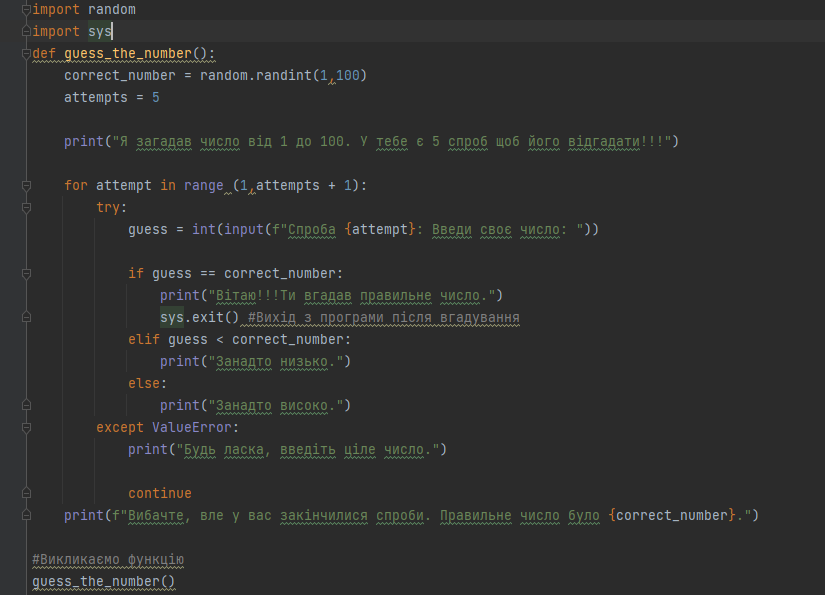 import random
import sys
def guess_the_number():
    correct_number = random.randint(1,100)
    attempts = 5
    print("Я загадав число від 1 до 100. У тебе є 5 спроб щоб його відгадати!!!")
    for attempt in range (1,attempts + 1):
        try:
            guess = int(input(f"Спроба {attempt}: Введи своє число: "))
            if guess == correct_number:
                print("Вітаю!!!Ти вгадав правильне число.")
                sys.exit() #Вихід з програми після вгадування
            elif guess < correct_number:
                print("Занадто низько.")
            else:
                print("Занадто високо.")
        except ValueError:
            print("Будь ласка, введіть ціле число.")
            continue
    print(f"Вибачте, вле у вас закінчилися спроби. Правильне число було {correct_number}.")
#Викликаємо функцію
guess_the_number()